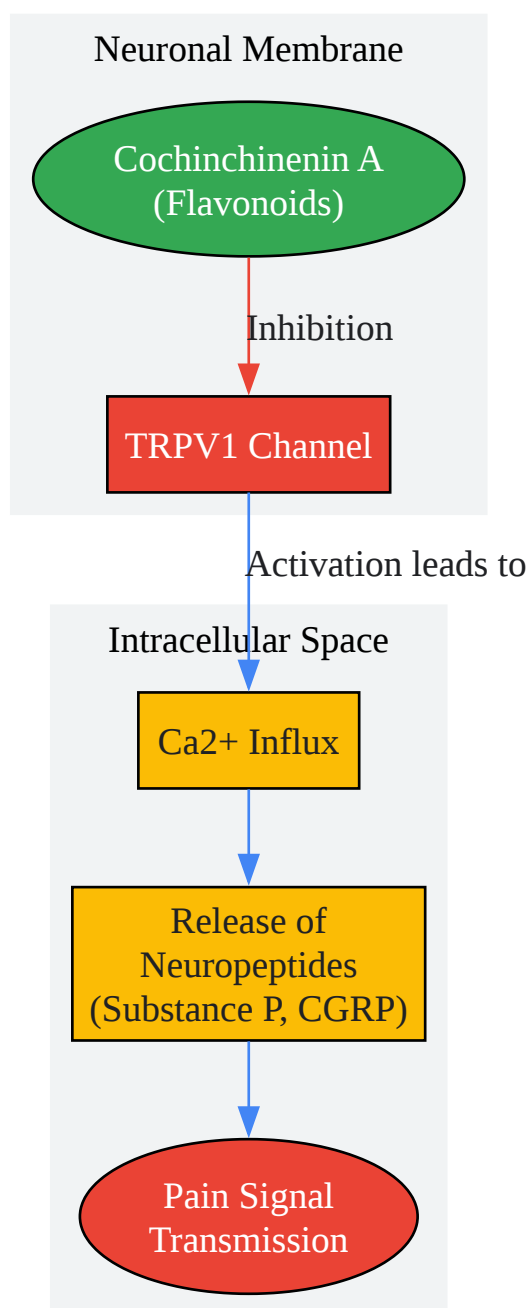 Neuronal Membrane
Cochinchinenin A
(Flavonoids)
Inhibition
TRPV1 Channel
Activation leads to
Intracellular Space
Ca2+ Influx
Release of
Neuropeptides
(Substance P, CGRP)
Pain Signal
Transmission